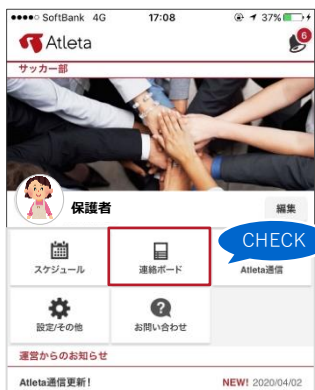 SoftBank 4G 17:08 37%
Atleta
6
サッカー部
保護者
編集
CHECK
スケジュール 連絡ボード Atleta通信
設定/その他 お問い合わせ
運営からのお知らせ
Atleta通信更新! NEW! 2020/04/02